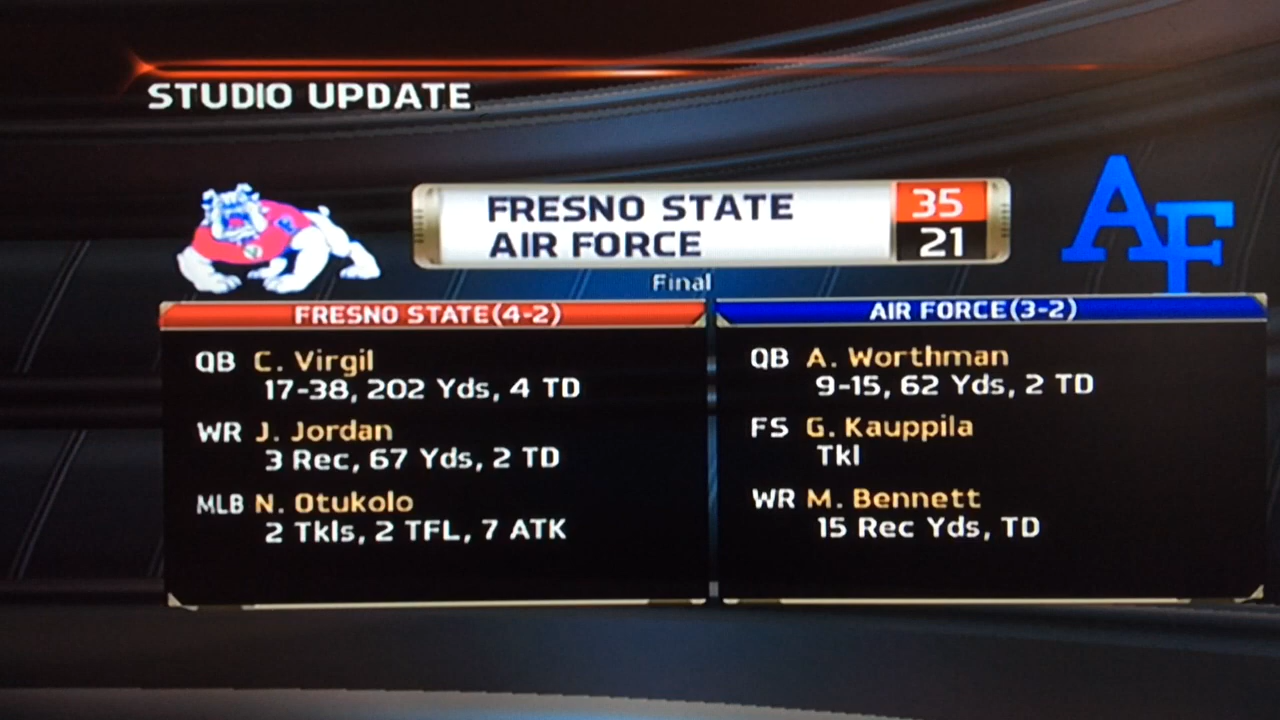 STUDIO UPDATE
FRESNO STATE 35
AIR FORCE 21
Final
FRESNO STATE(4-2)
QB C. Virgil
17-38, 202 Yds, 4 TD
WR J. Jordan
3 Rec, 67 Yds, 2 TD
MLB N. Otukolo
2 Tkls, 2 TFL, 7 ATK
AIR FORCE(3-2)
QB A. Worthman
9-15, 62 Yds, 2 TD
FS G. Kauppila
Tkl
WR M. Bennett
15 Rec Yds, TD
AF